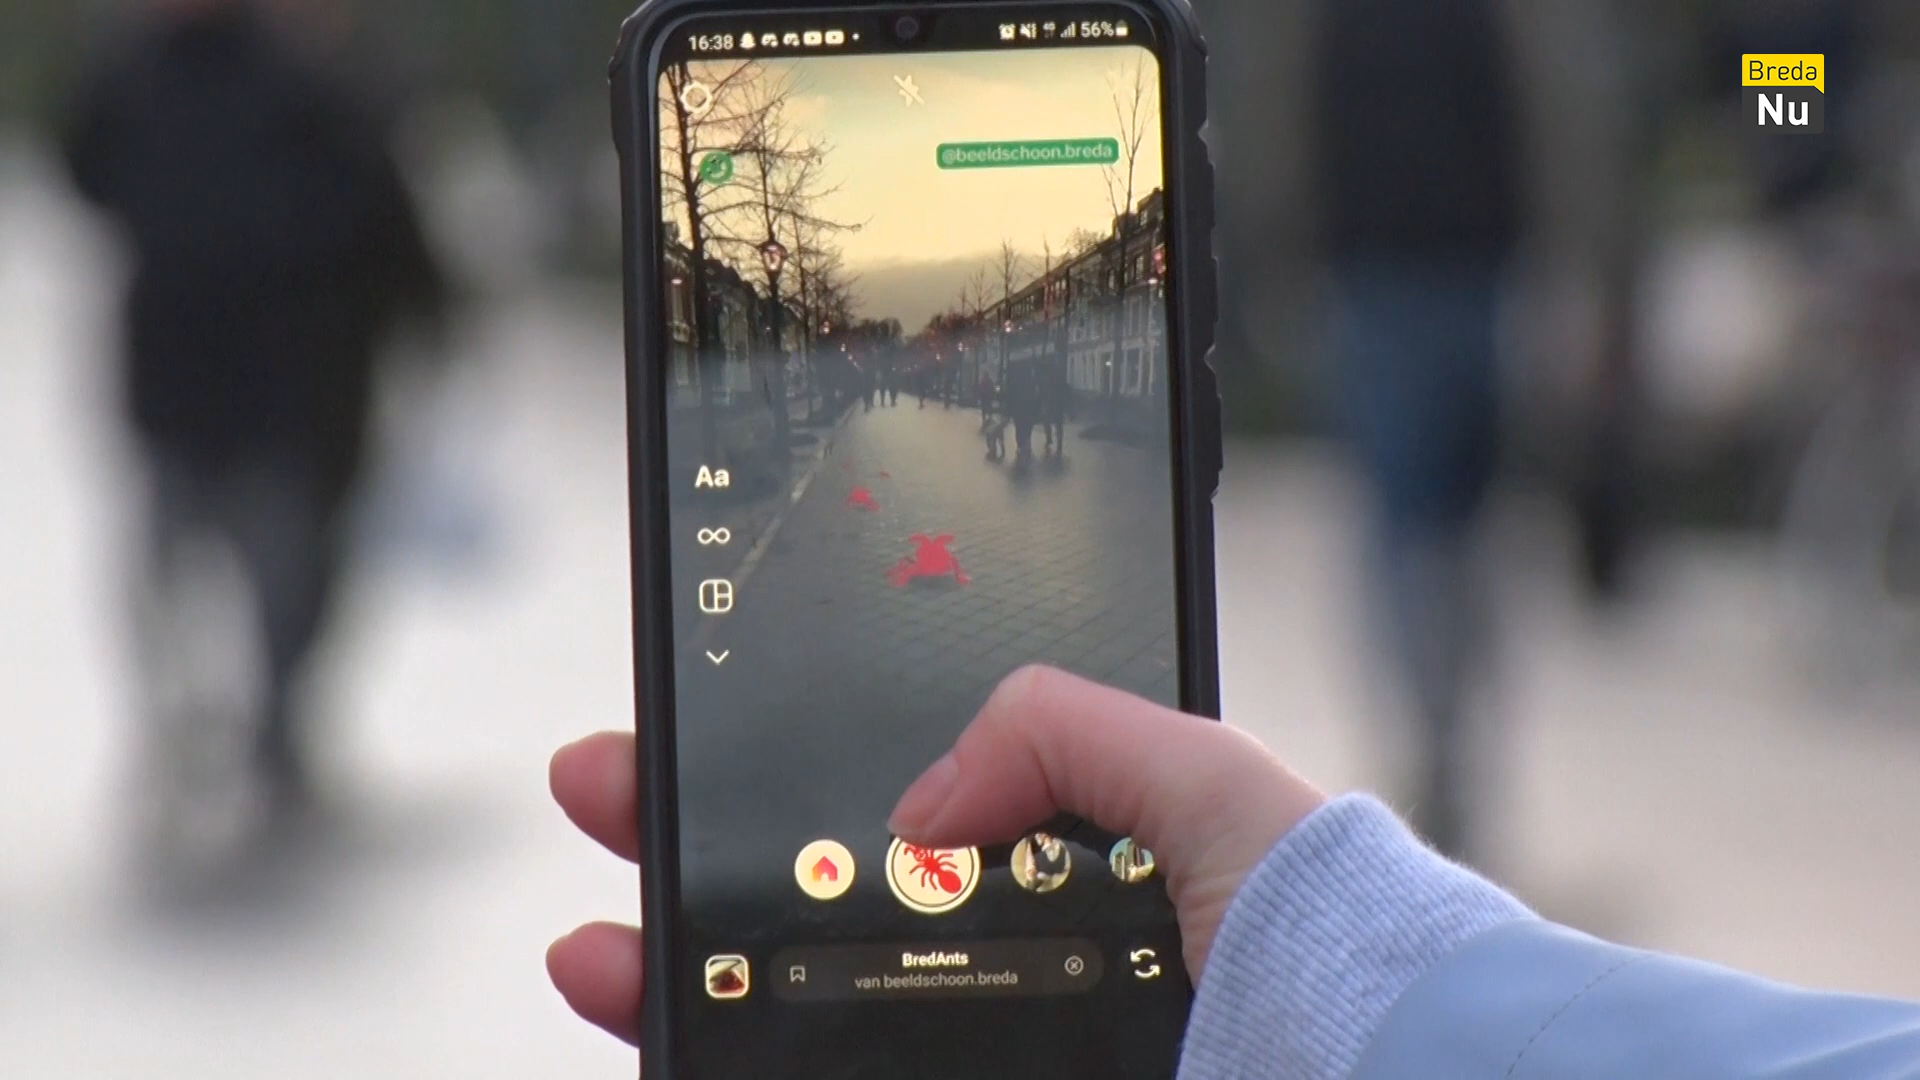 16:38
56%
Breda
Nu
@beeldschoon.breda
Aa
BredAnts
van beeldschoon.breda